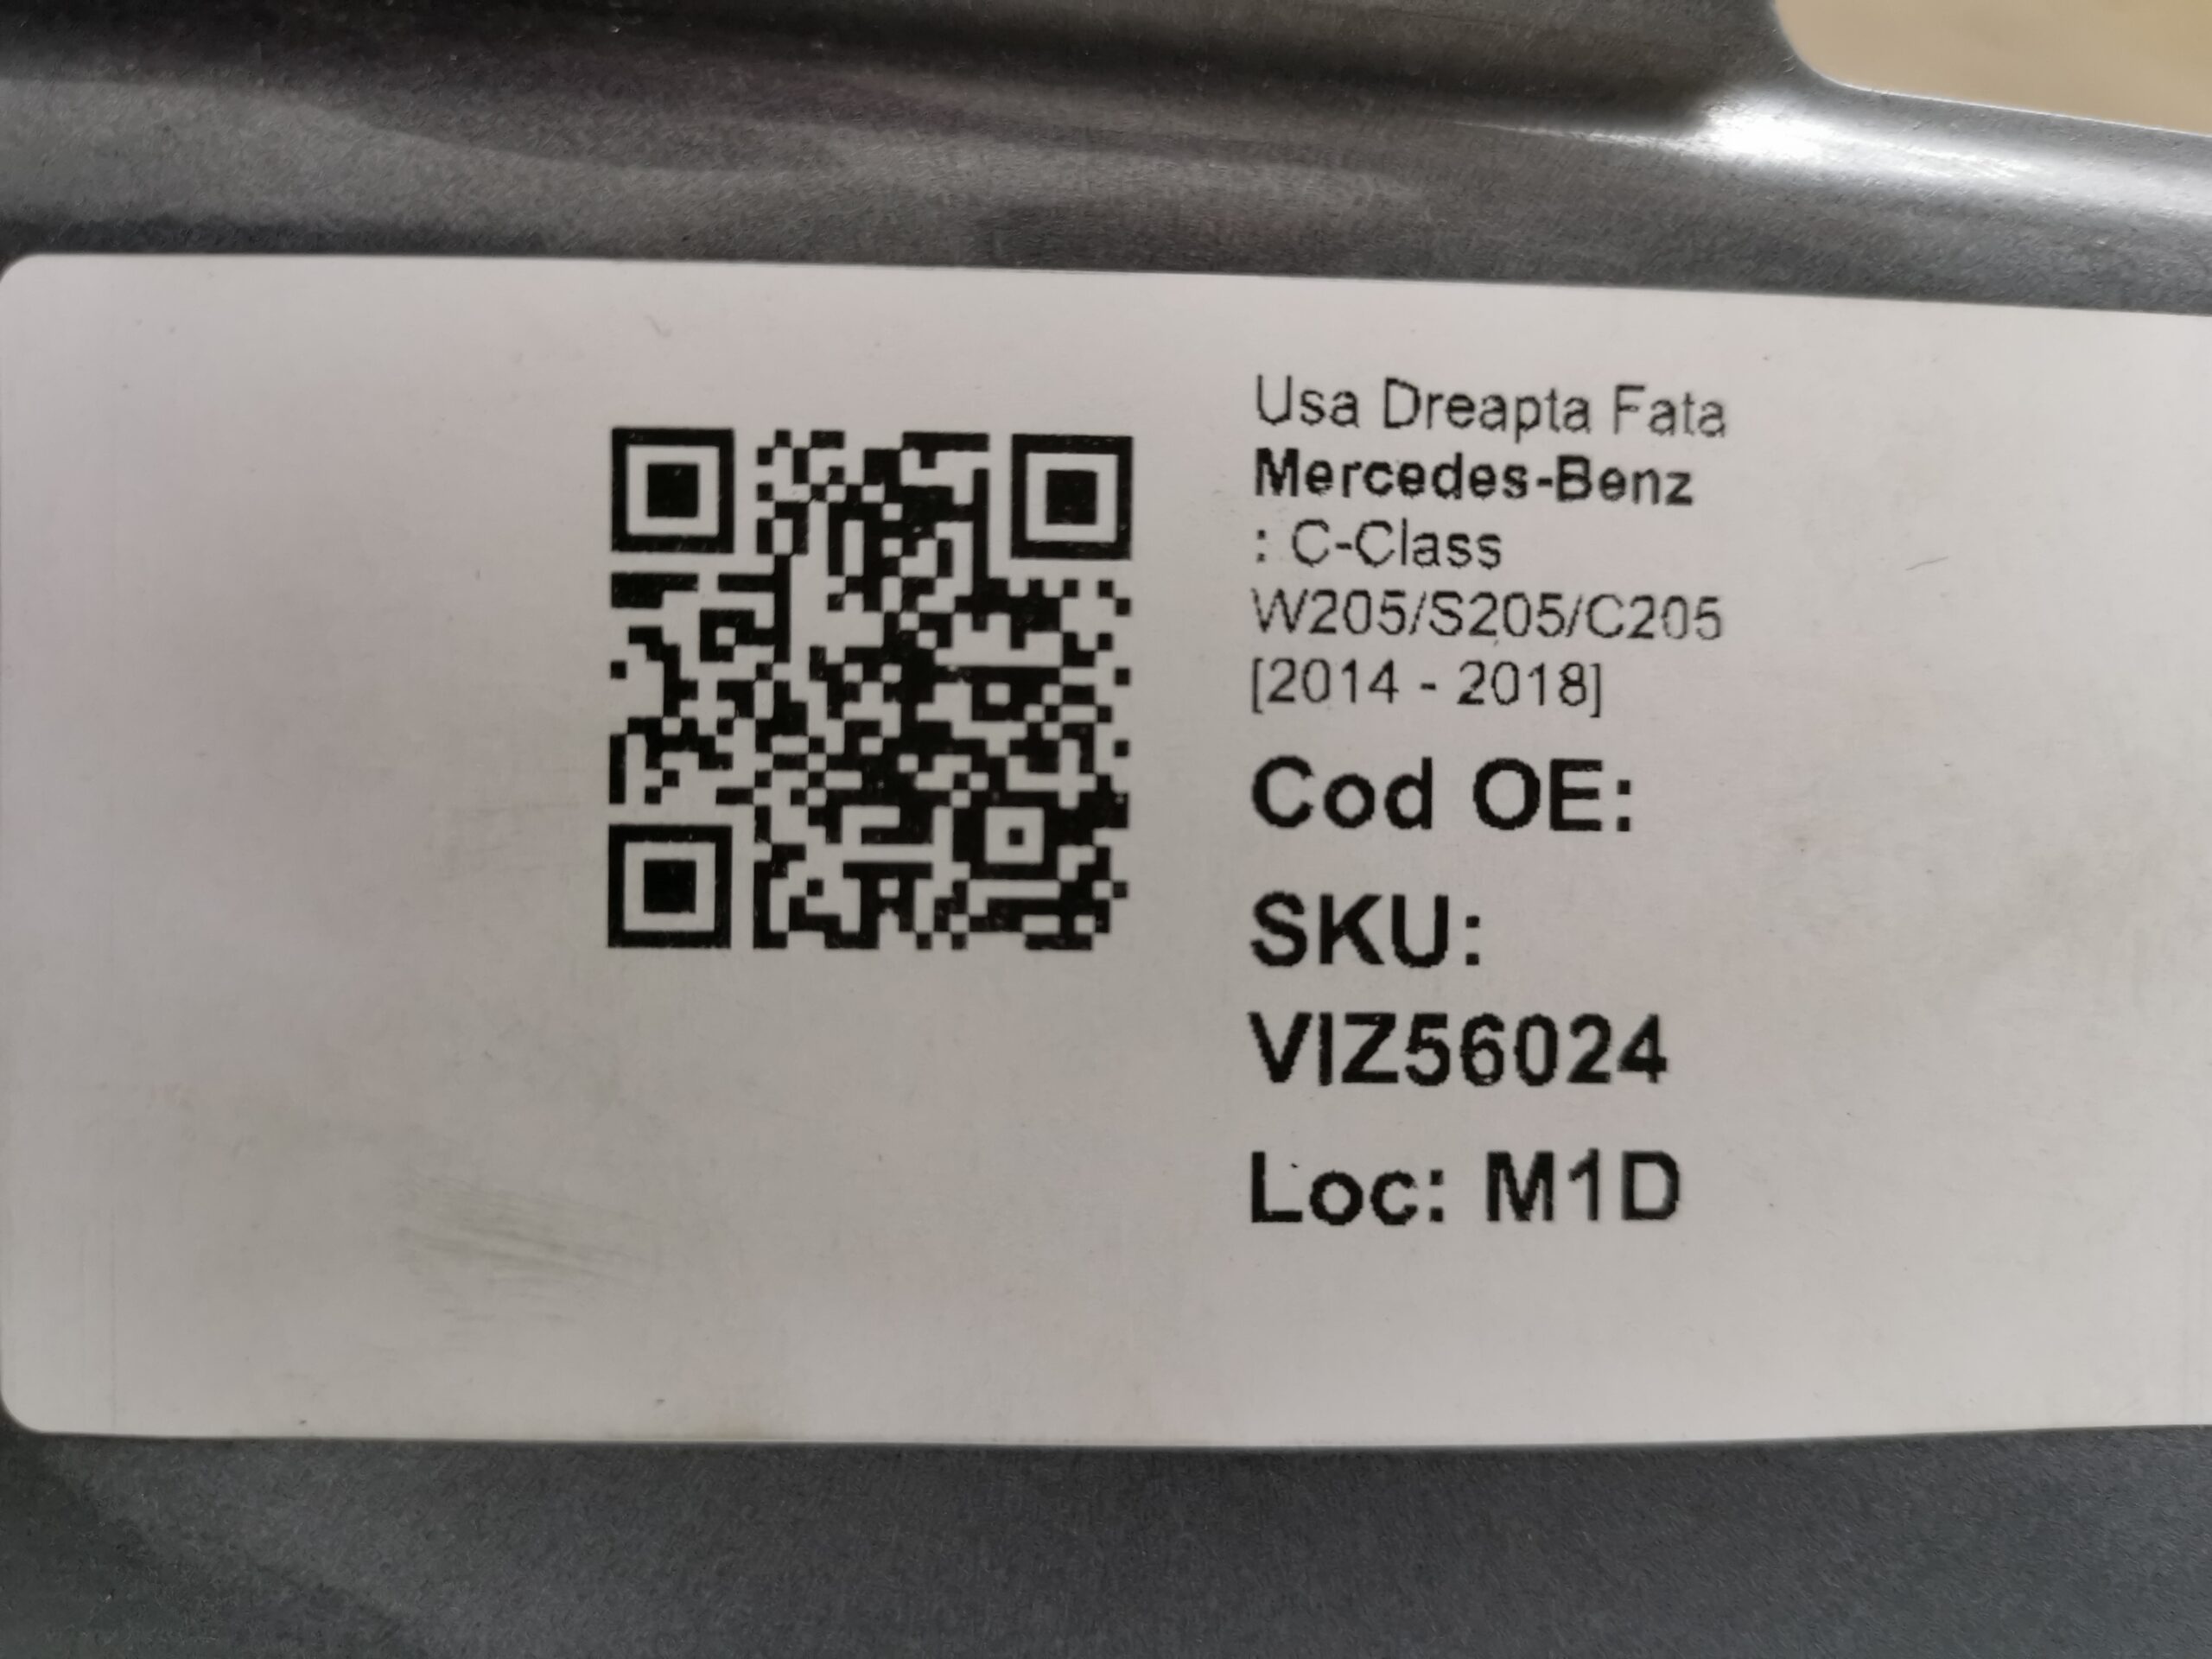 Usa Dreapta Fata
Mercedes-Benz
: C-Class
W205/S205/C205
[2014 - 2018]
Cod OE:
SKU:
VIZ56024
Loc: M1D